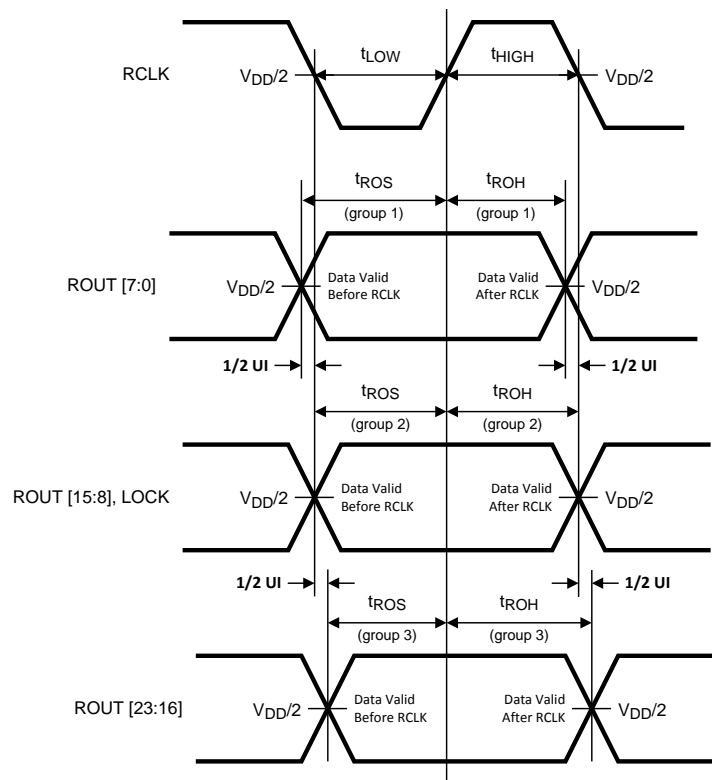 tLOW tHIGH
RCLK VDD/2 VDD/2
tROS tROH
(group 1) (group 1)
ROUT [7:0] VDD/2 Data Valid Data Valid VDD/2
Before RCLK After RCLK
1/2 UI 1/2 UI
tROS tROH
(group 2) (group 2)
ROUT [15:8], LOCK VDD/2 Data Valid Data Valid VDD/2
Before RCLK After RCLK
1/2 UI 1/2 UI
tROS tROH
(group 3) (group 3)
ROUT [23:16] VDD/2 Data Valid Data Valid VDD/2
Before RCLK After RCLK